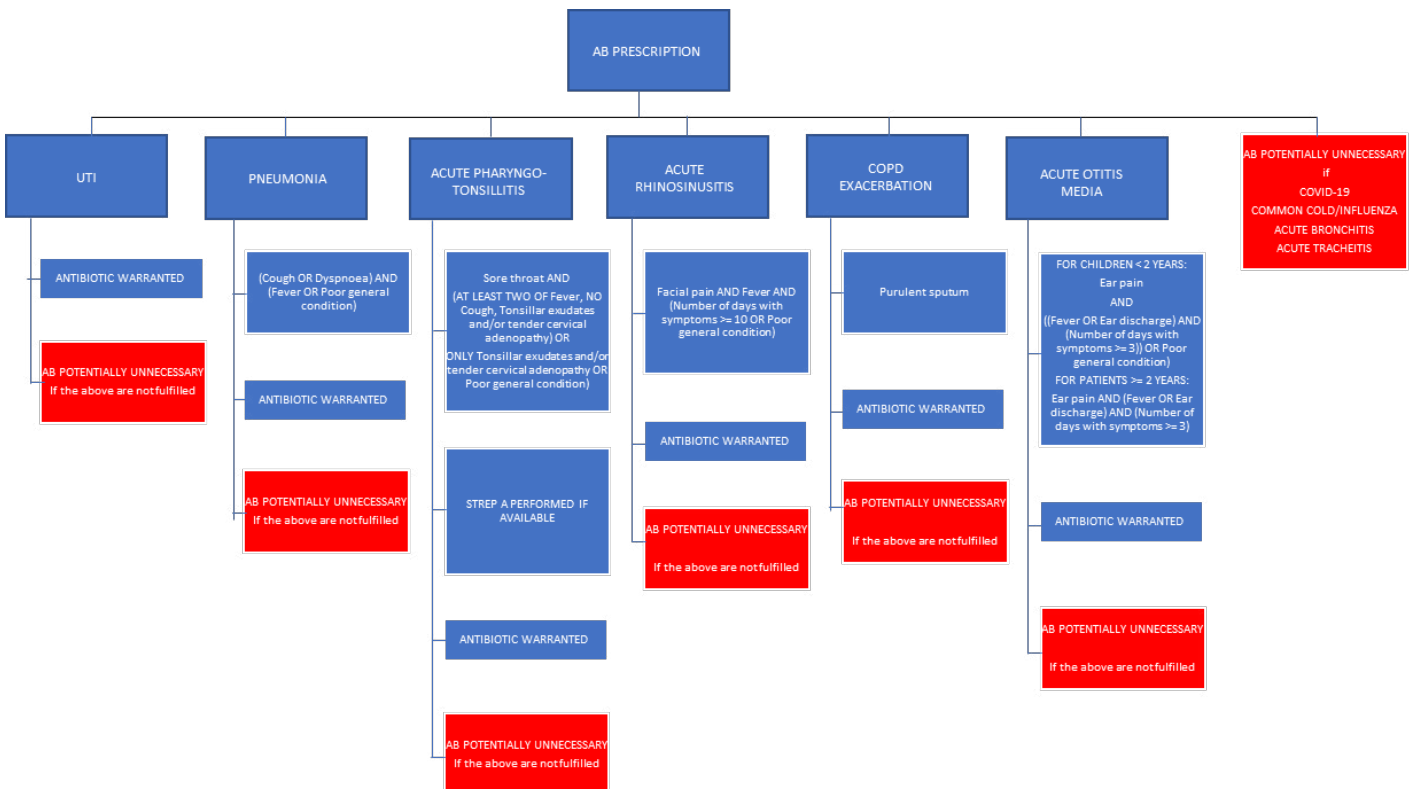 AB PRESCRIPTION
UTI
ANTIBIOTIC WARRANTED
AB POTENTIALLY UNNECESSARY
If the above are notfulfilled
PNEUMONIA
(Cough OR Dyspnoea) AND
(Fever OR Poor general
condition)
ANTIBIOTIC WARRANTED
AB POTENTIALLY UNNECESSARY
If the above are notfulfilled
ACUTE PHARYNGO-
TONSILLITIS
Sore throat AND
(AT LEAST TWO OF Fever, NO
Cough, Tonsillar exudates
and/or tender cervical
adenopathy) OR
ONLY Tonsillar exudates and/or
tender cervical adenopathy OR
Poor general condition)
STREP A PERFORMED IF
AVAILABLE
ANTIBIOTIC WARRANTED
AB POTENTIALLY UNNECESSARY
If the above are notfulfilled
ACUTE
RHINOSINUSITIS
Facial pain AND Fever AND
(Number of days with
symptoms >= 10 OR Poor
general condition)
ANTIBIOTIC WARRANTED
AB POTENTIALLY UNNECESSARY
If the above are notfulfilled
COPD
EXACERBATION
Purulent sputum
ANTIBIOTIC WARRANTED
AB POTENTIALLY UNNECESSARY
If the above are notfulfilled
ACUTE OTITIS
MEDIA
FOR CHILDREN < 2 YEARS:
Ear pain
AND
((Fever OR Ear discharge) AND
(Number of days with
symptoms >= 3)) OR Poor
general condition)
FOR PATIENTS >= 2 YEARS:
Ear pain AND (Fever OR Ear
discharge) AND (Number of
days with symptoms >= 3)
ANTIBIOTIC WARRANTED
AB POTENTIALLY UNNECESSARY
If the above are notfulfilled
AB POTENTIALLY UNNECESSARY
if
COVID-19
COMMON COLD/INFLUENZA
ACUTE BRONCHITIS
ACUTE TRACHEITIS